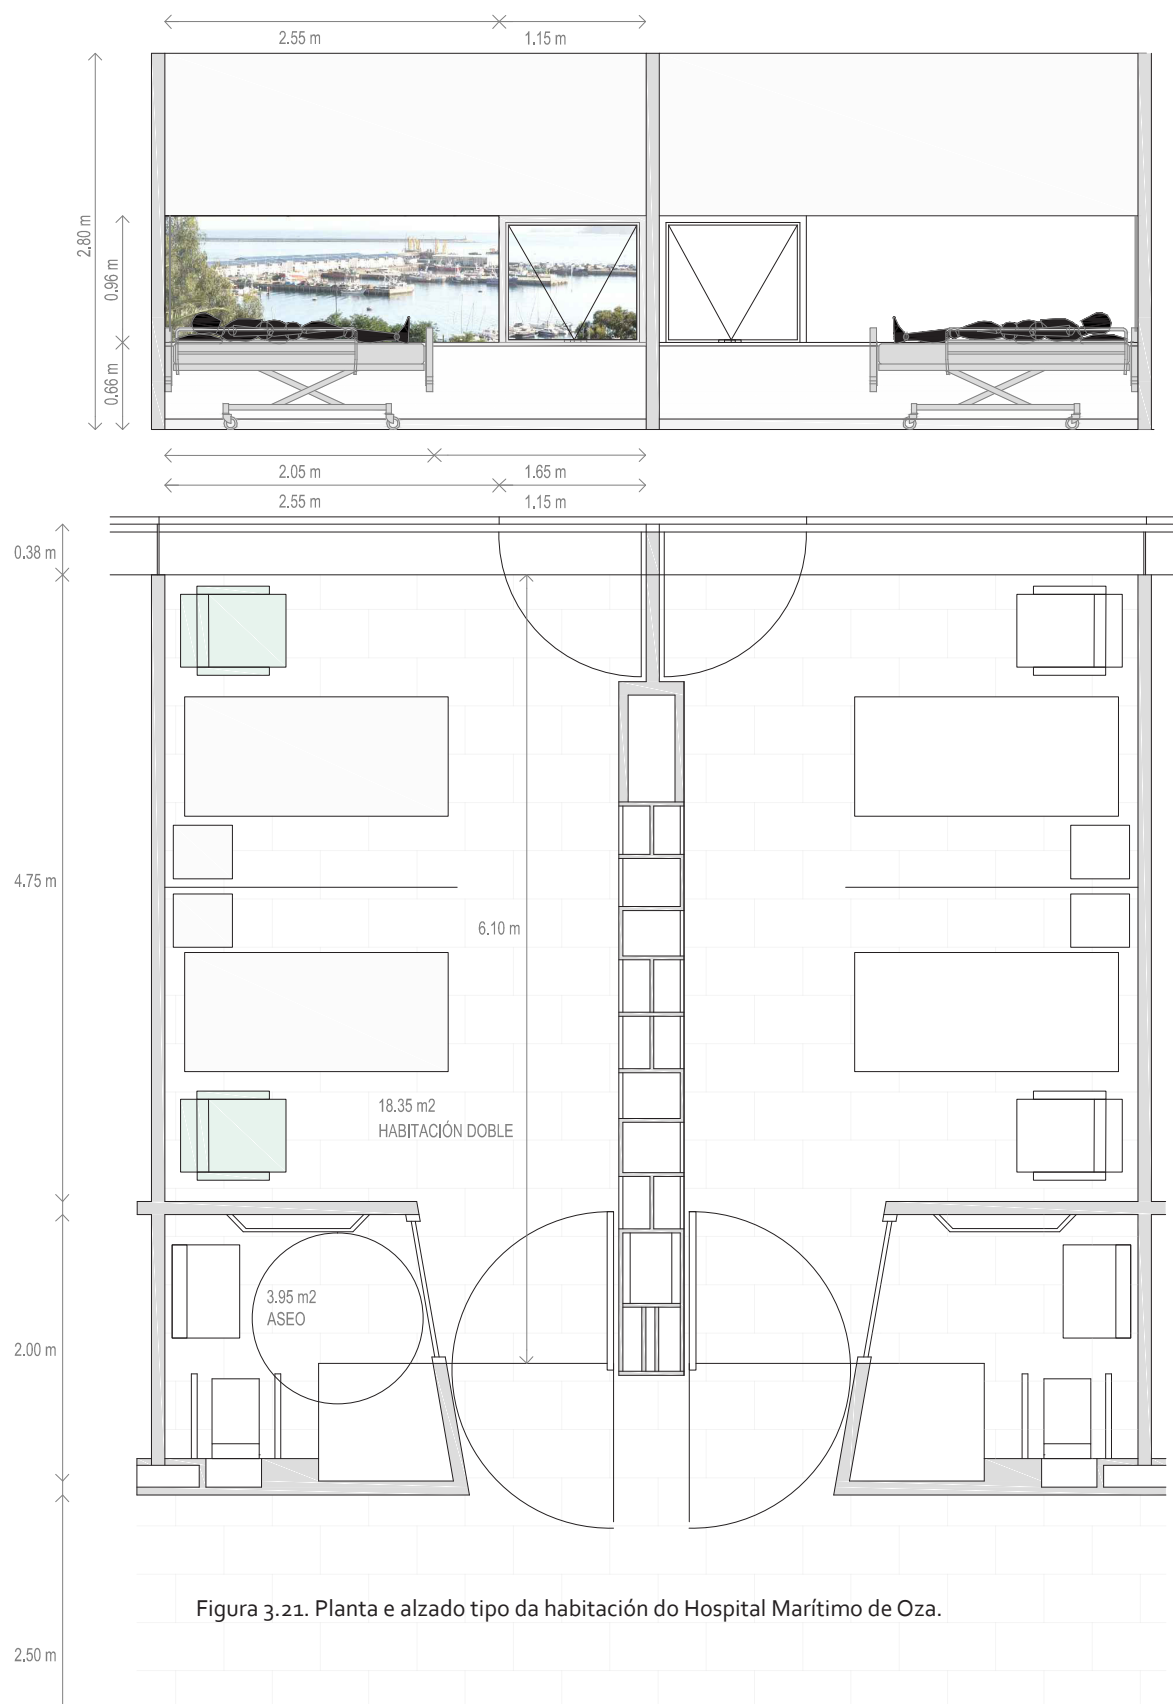 2.55 m
1.15 m
2.80 m
0.96 m
0.66 m
2.05 m
1.65 m
2.55 m
1.15 m
0.38 m
4.75 m
6.10 m
18.35 m2
HABITACIÓN DOBLE
3.95 m2
ASEO
2.00 m
Figura 3.21. Planta e alzado tipo da habitación do Hospital Marítimo de Oza.
2.50 m